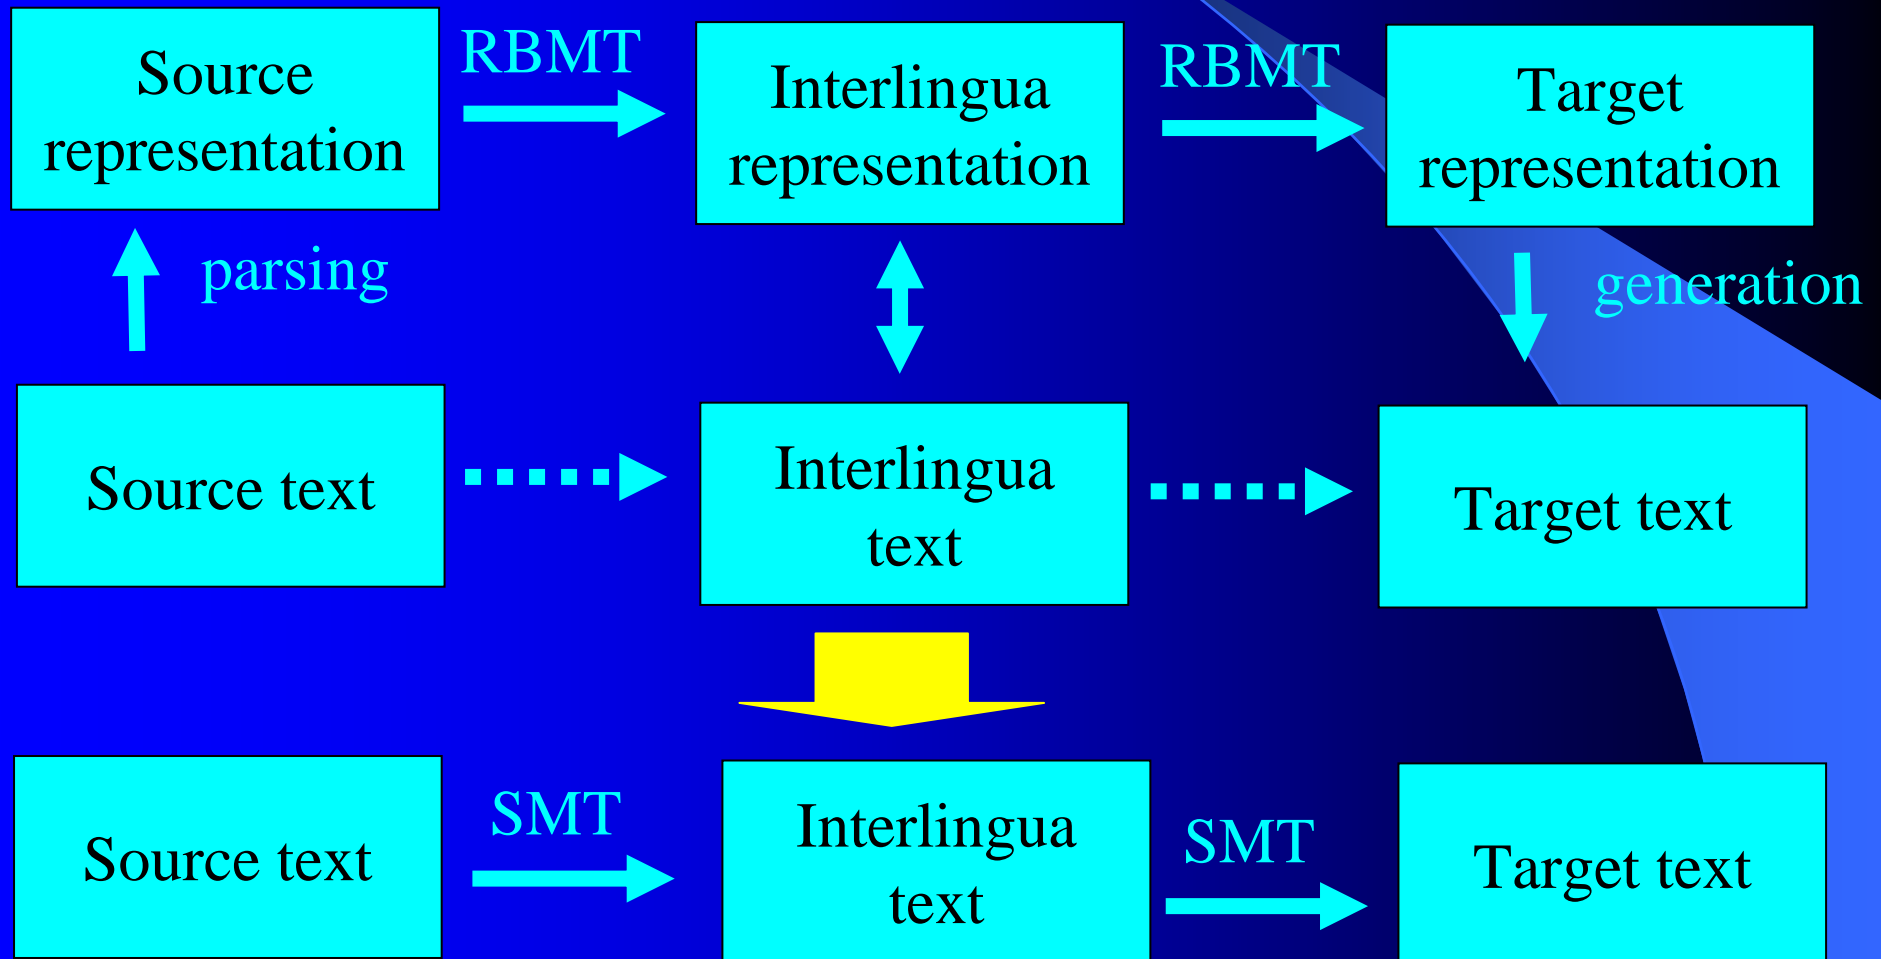 Source
representation
RBMT
Interlingua
representation
RBMT
Target
representation
parsing
generation
Source text
Interlingua
text
Target text
Source text
SMT
Interlingua
text
SMT
Target text